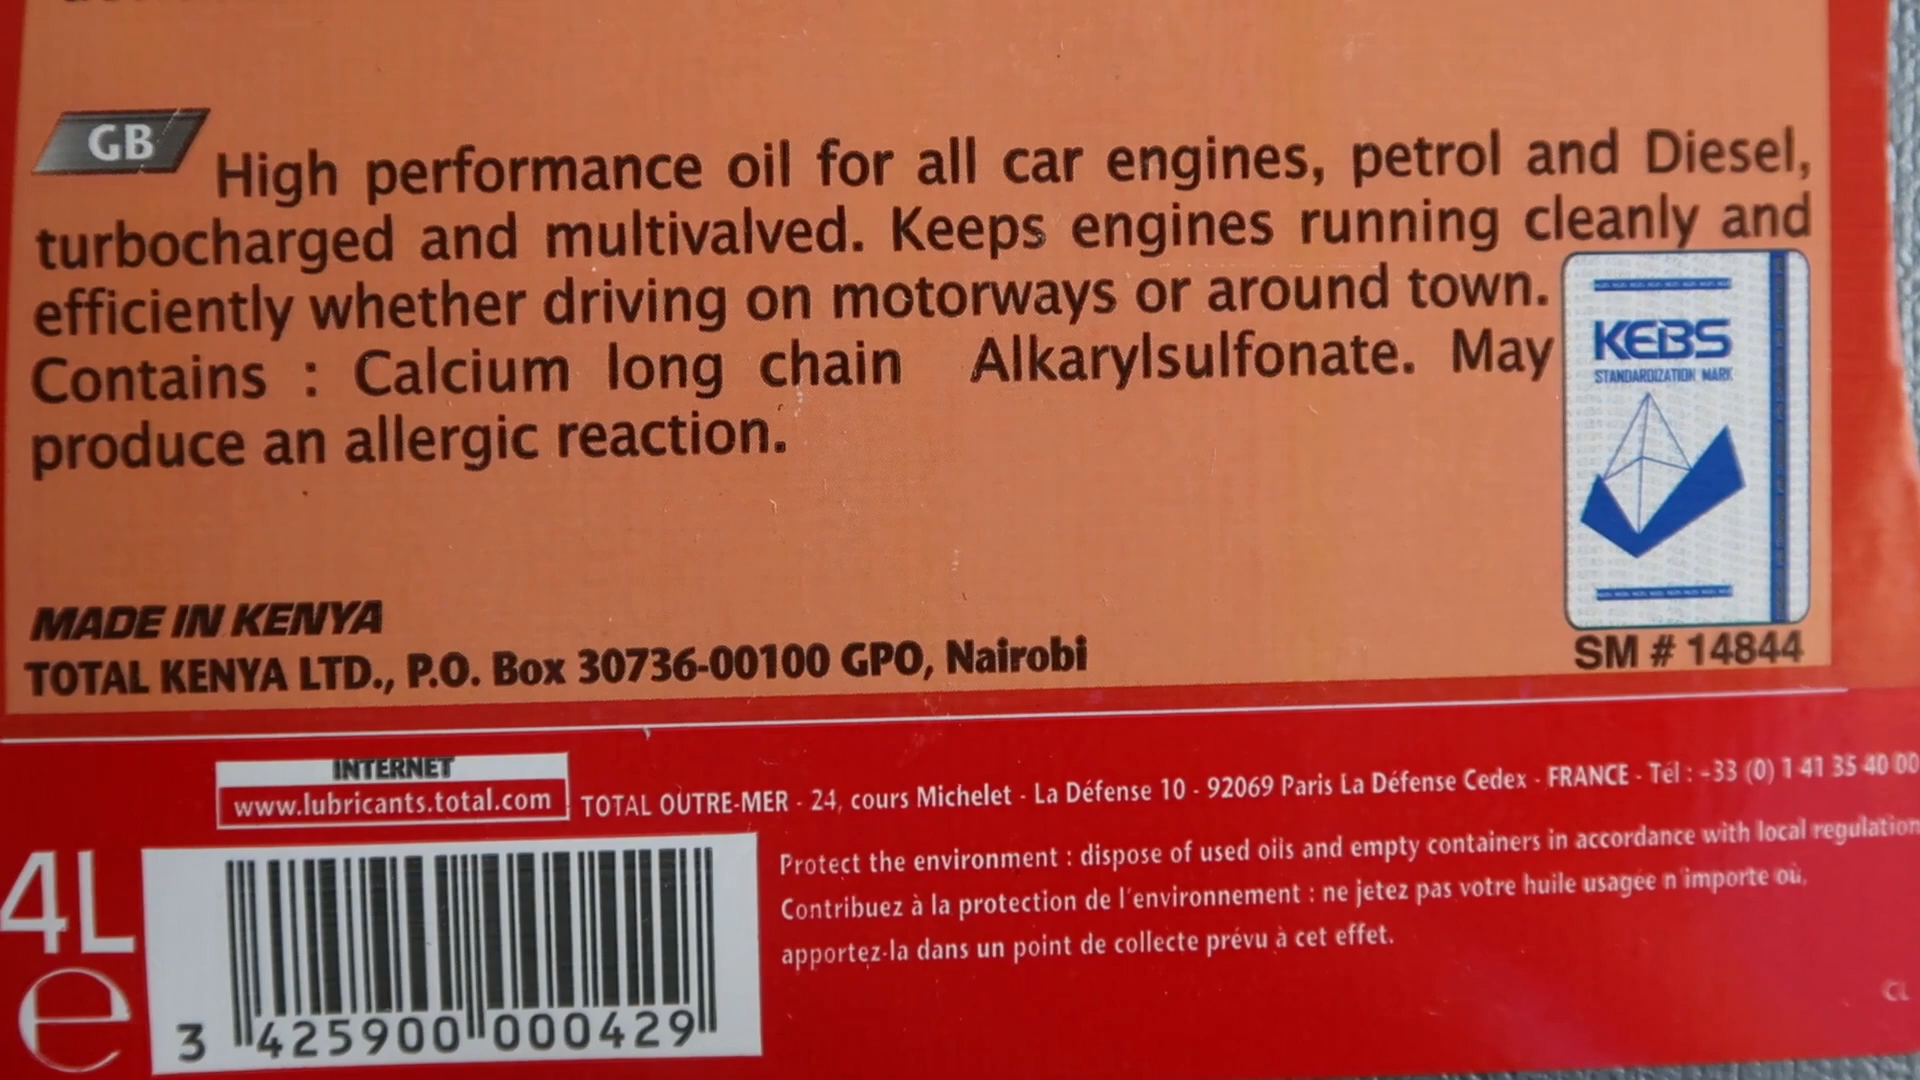 GB
High performance oil for all car engines, petrol and Diesel,
turbocharged and multivalved. Keeps engines running cleanly and
efficiently whether driving on motorways or around town.
Contains : Calcium long chain Alkarylsulfonate. May
produce an allergic reaction.
KEBS
STANDARDIZATION MARK
SM # 14844
MADE IN KENYA
TOTAL KENYA LTD., P.O. Box 30736-00100 GPO, Nairobi
INTERNET
www.lubricants.total.com
TOTAL OUTRE-MER - 24, cours Michelet - La Défense 10 - 92069 Paris La Défense Cedex - FRANCE - Tél : -33 (0) 1 41 35 40 00
Protect the environment : dispose of used oils and empty containers in accordance with local regulation
Contribuez à la protection de l'environnement : ne jetez pas votre huile usagée n'importe où,
apportez-la dans un point de collecte prévu à cet effet.
CL
4L
e
3 425900 000429